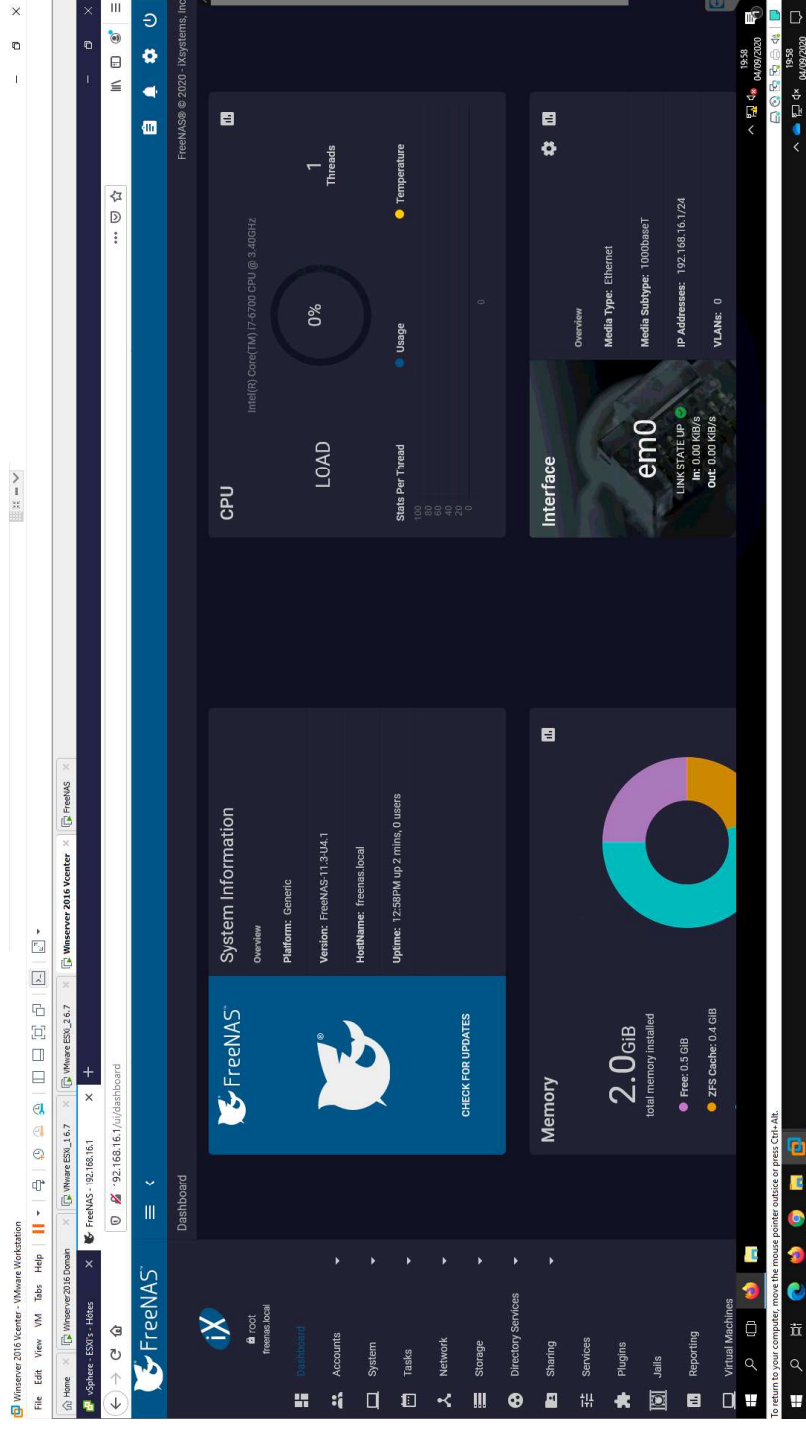 Winserver 2016 Vcenter - VMware Workstation
File Edit View VM Tabs Help
Home
Winserver2016 Domain
VMware ESXi_1 6.7
VMware ESXi_2 6.7
Winserver 2016 Vcenter
FreeNAS
vSphere - ESXi's - Hôtes
FreeNAS - 192.168.16.1
192.168.16.1/ui/dashboard
FreeNAS
Dashboard
FreeNAS® © 2020 - iXsystems, Inc
iX
root
freenas.local
Dashboard
Accounts
System
Tasks
Network
Storage
Directory Services
Sharing
Services
Plugins
Jails
Reporting
Virtual Machines
FreeNAS
CHECK FOR UPDATES
System Information
Overview
Platform: Generic
Version: FreeNAS-11.3-U4.1
HostName: freenas.local
Uptime: 12:58PM up 2 mins, 0 users
CPU
Intel(R) Core(TM) i7-6700 CPU @ 3.40GHz
LOAD
0%
1
Threads
Stats Per Thread
Usage
Temperature
100
80
60
40
20
0
0
Memory
2.0 GiB
total memory installed
Free: 0.5 GiB
ZFS Cache: 0.4 GiB
Interface
em0
LINK STATE UP
In: 0.00 KiB/s
Out: 0.00 KiB/s
Overview
Media Type: Ethernet
Media Subtype: 1000baseT
IP Addresses: 192.168.16.1/24
VLANs: 0
19:58
04/09/2020
To return to your computer, move the mouse pointer outside or press Ctrl+Alt.
19:58
04/09/2020